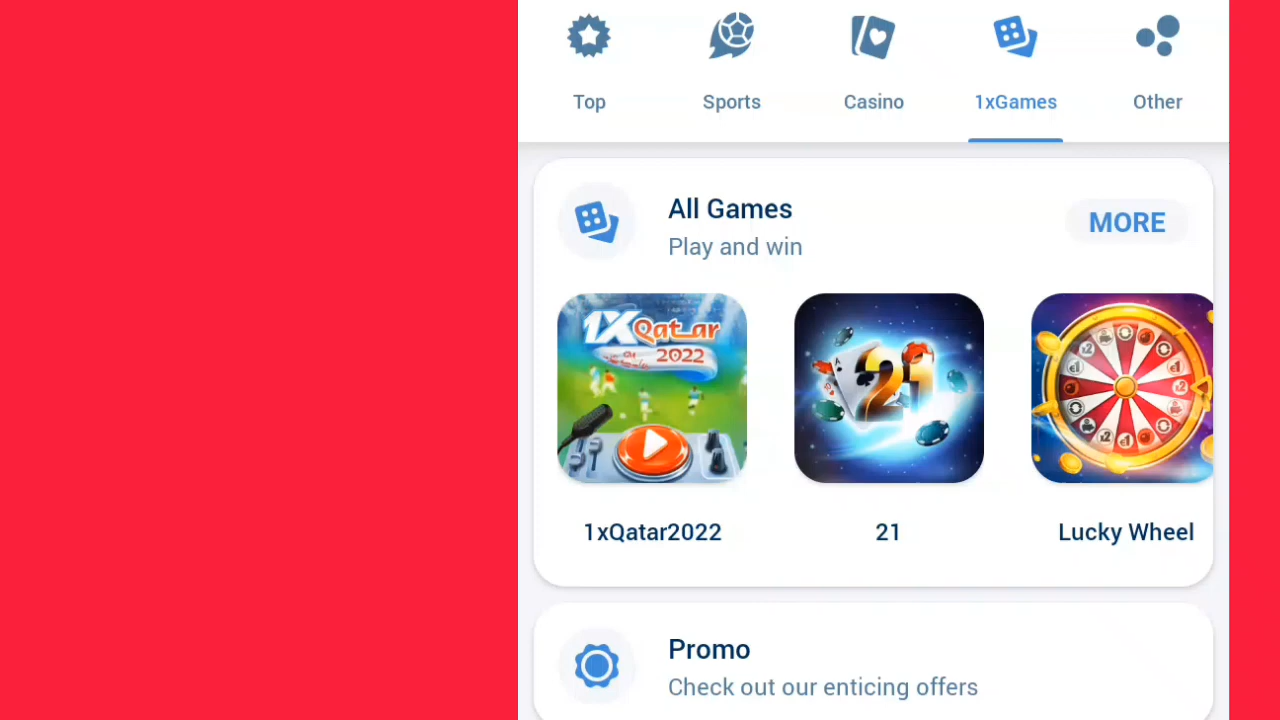 Top
Sports
Casino
1xGames
Other
All Games
Play and win
MORE
1X Qatar
2022
21
1xQatar2022
21
Lucky Wheel
Promo
Check out our enticing offers